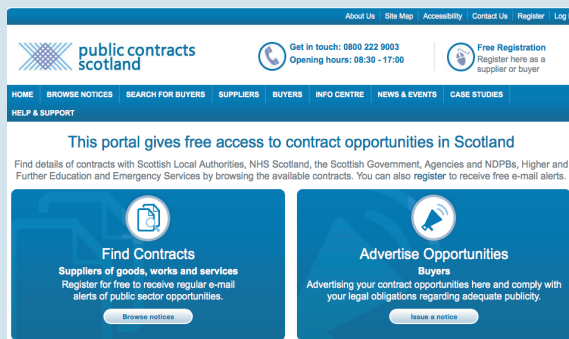 About Us Site Map Accessibility Contact Us Register Log
public contracts
scotland
Get in touch: 0800 222 9003
Opening hours: 08:30 - 17:00
Free Registration
Register here as a
supplier or buyer
HOME BROWSE NOTICES SEARCH FOR BUYERS SUPPLIERS BUYERS INFO CENTRE NEWS & EVENTS CASE STUDIES
HELP & SUPPORT
This portal gives free access to contract opportunities in Scotland
Find details of contracts with Scottish Local Authorities, NHS Scotland, the Scottish Government, Agencies and NDPBs, Higher and
Further Education and Emergency Services by browsing the available contracts. You can also register to receive free e-mail alerts.
Find Contracts
Suppliers of goods, works and services
Register for free to receive regular e-mail
alerts of public sector opportunities.
Browse notices
Advertise Opportunities
Buyers
Advertising your contract opportunities here and comply with
your legal obligations regarding adequate publicity.
Issue a notice